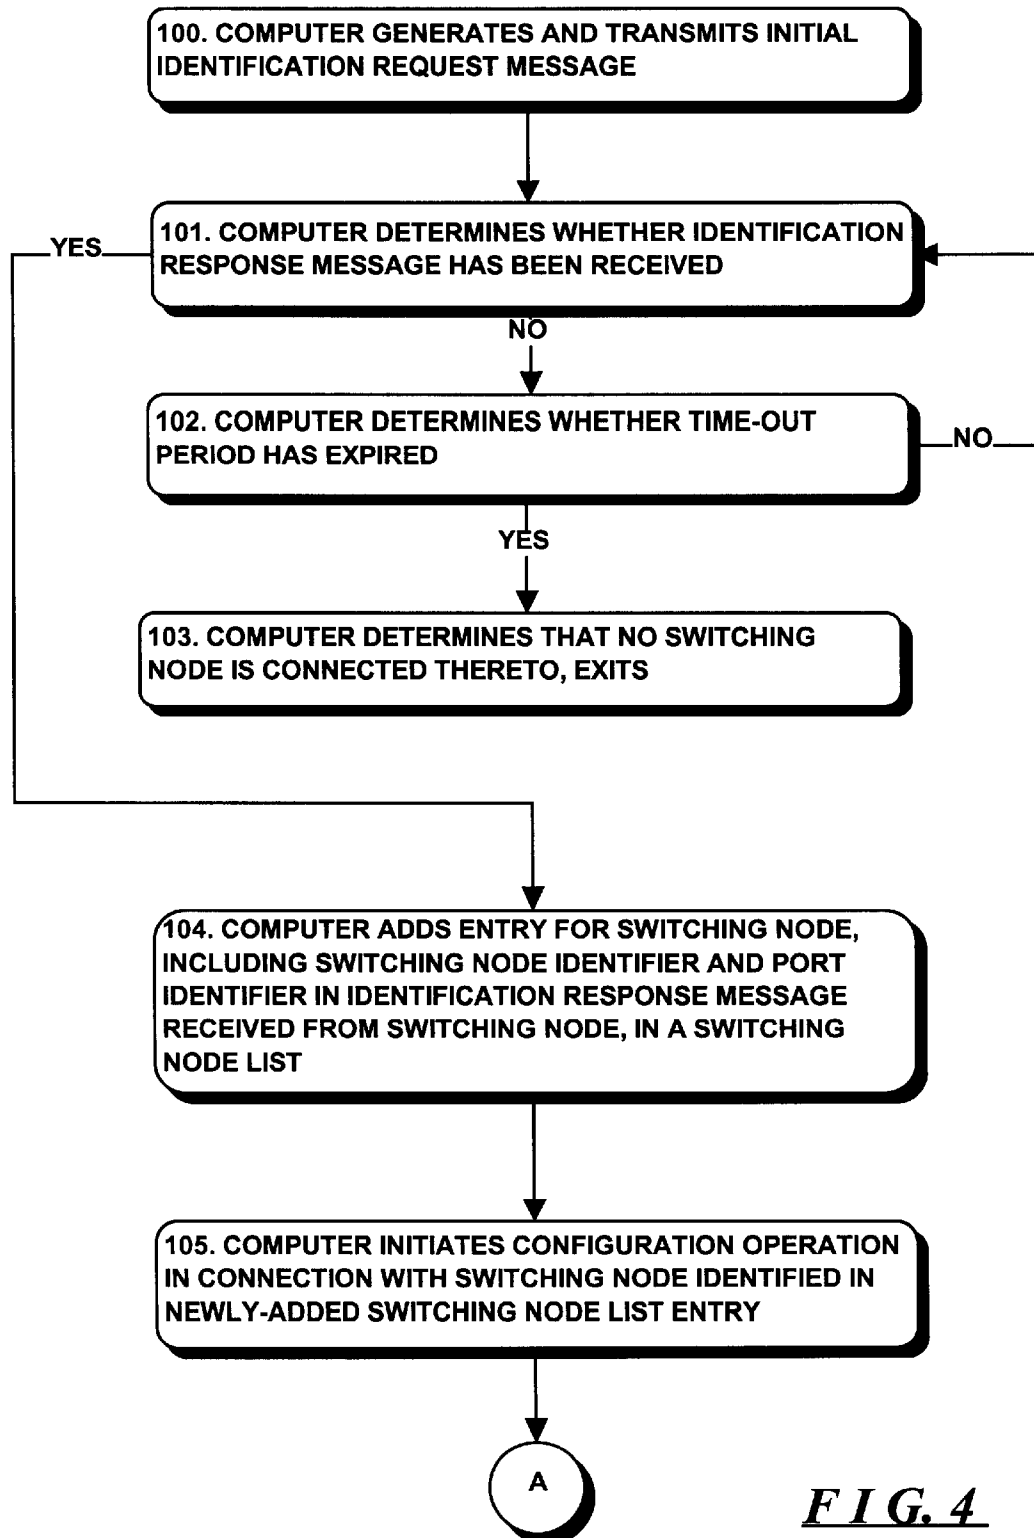 100. COMPUTER GENERATES AND TRANSMITS INITIAL
IDENTIFICATION REQUEST MESSAGE
101. COMPUTER DETERMINES WHETHER IDENTIFICATION
RESPONSE MESSAGE HAS BEEN RECEIVED
YES
NO
102. COMPUTER DETERMINES WHETHER TIME-OUT
PERIOD HAS EXPIRED
NO
YES
103. COMPUTER DETERMINES THAT NO SWITCHING
NODE IS CONNECTED THERETO, EXITS
104. COMPUTER ADDS ENTRY FOR SWITCHING NODE,
INCLUDING SWITCHING NODE IDENTIFIER AND PORT
IDENTIFIER IN IDENTIFICATION RESPONSE MESSAGE
RECEIVED FROM SWITCHING NODE, IN A SWITCHING
NODE LIST
105. COMPUTER INITIATES CONFIGURATION OPERATION
IN CONNECTION WITH SWITCHING NODE IDENTIFIED IN
NEWLY-ADDED SWITCHING NODE LIST ENTRY
A
FIG. 4